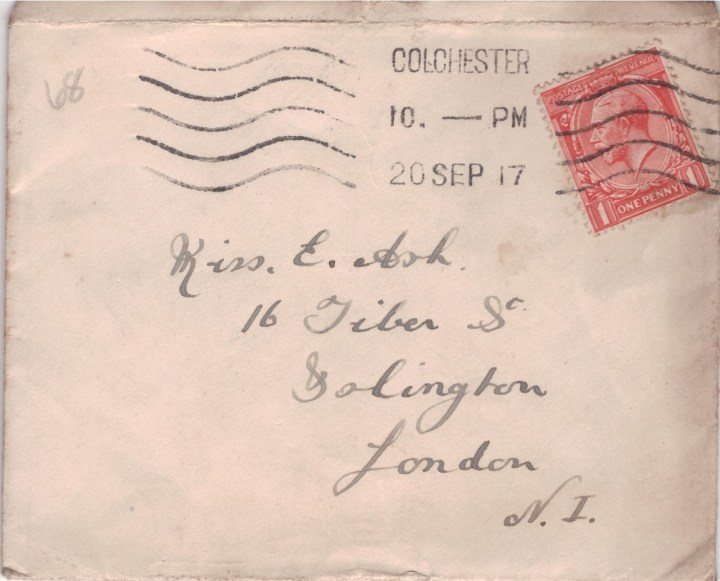 68
COLCHESTER
10. — PM
20 SEP 17
POSTAGE REVENUE
1 ONE PENNY 1
Miss. E. Ash.
16 Tiber St
Islington
London
N. I.